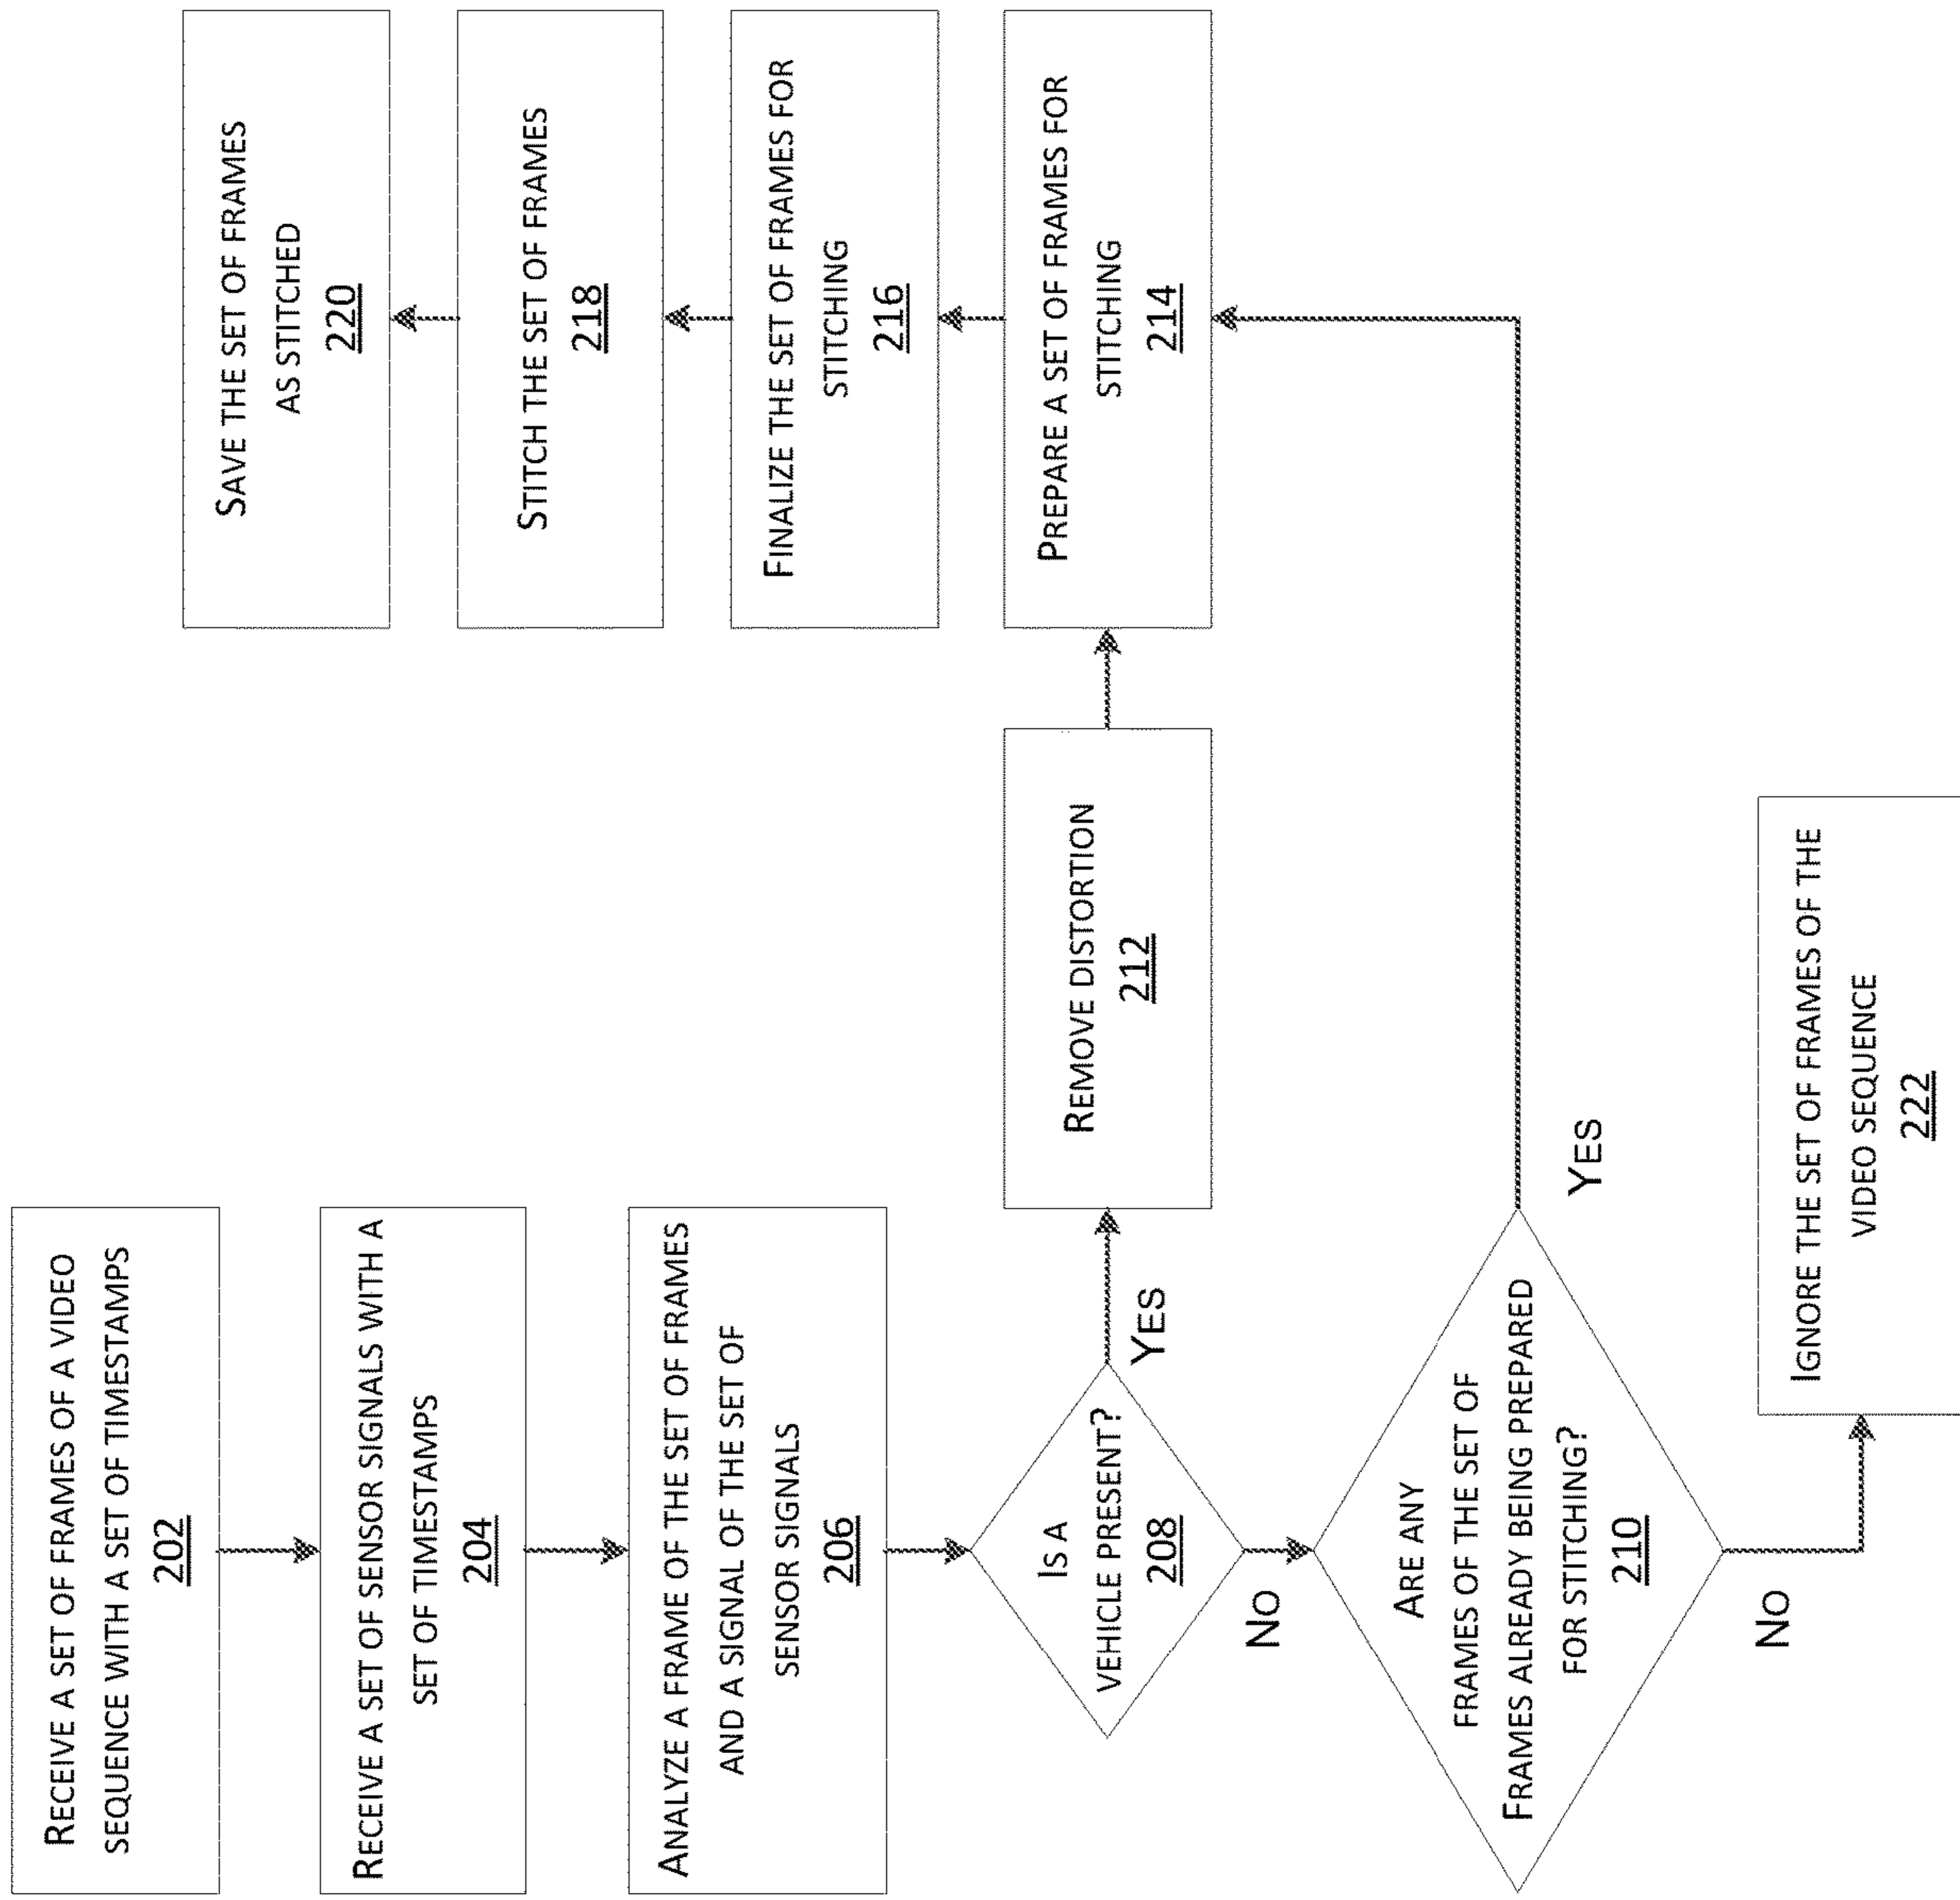 RECEIVE A SET OF FRAMES OF A VIDEO
SEQUENCE WITH A SET OF TIMESTAMPS
202
RECEIVE A SET OF SENSOR SIGNALS WITH A
SET OF TIMESTAMPS
204
ANALYZE A FRAME OF THE SET OF FRAMES
AND A SIGNAL OF THE SET OF
SENSOR SIGNALS
206
IS A
VEHICLE PRESENT?
208
YES
NO
ARE ANY
FRAMES OF THE SET OF
FRAMES ALREADY BEING PREPARED
FOR STITCHING?
210
YES
NO
REMOVE DISTORTION
212
PREPARE A SET OF FRAMES FOR
STITCHING
214
FINALIZE THE SET OF FRAMES FOR
STITCHING
216
STITCH THE SET OF FRAMES
218
SAVE THE SET OF FRAMES
AS STITCHED
220
IGNORE THE SET OF FRAMES OF THE
VIDEO SEQUENCE
222